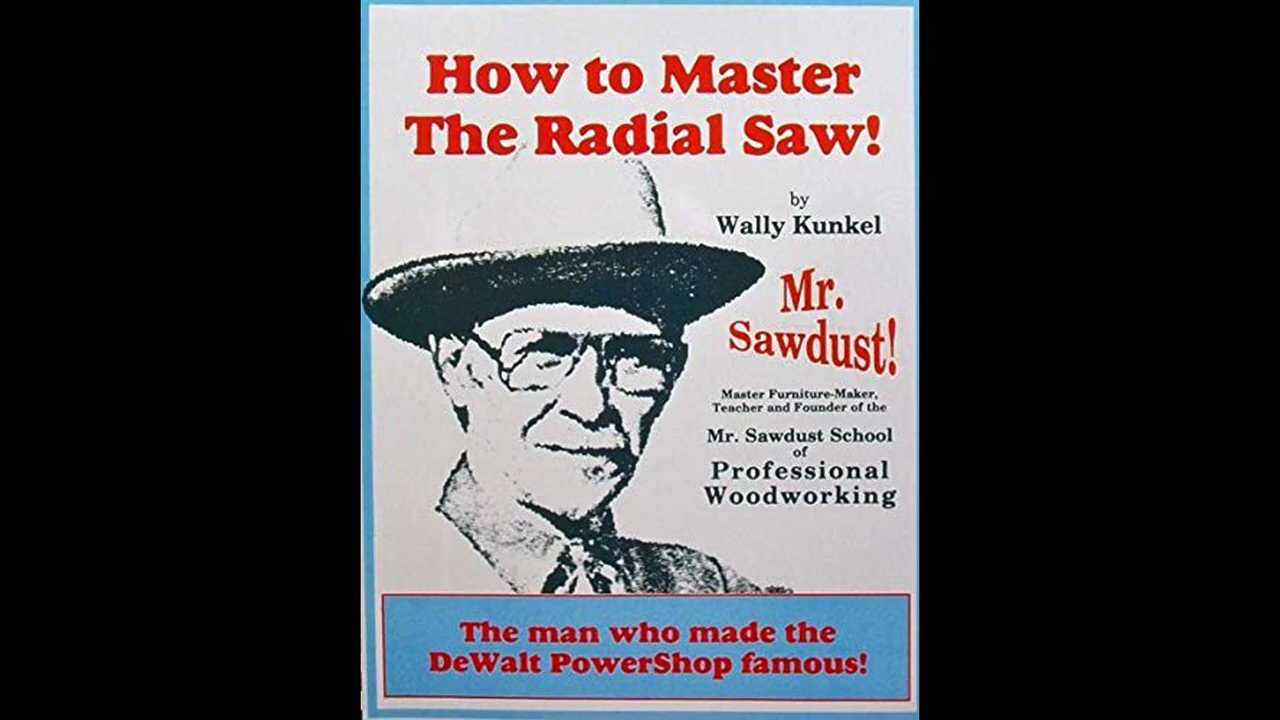 How to Master
The Radial Saw!
by
Wally Kunkel
Mr.
Sawdust!
Master Furniture-Maker,
Teacher and Founder of the
Mr. Sawdust School
of
Professional
Woodworking
The man who made the
DeWalt PowerShop famous!